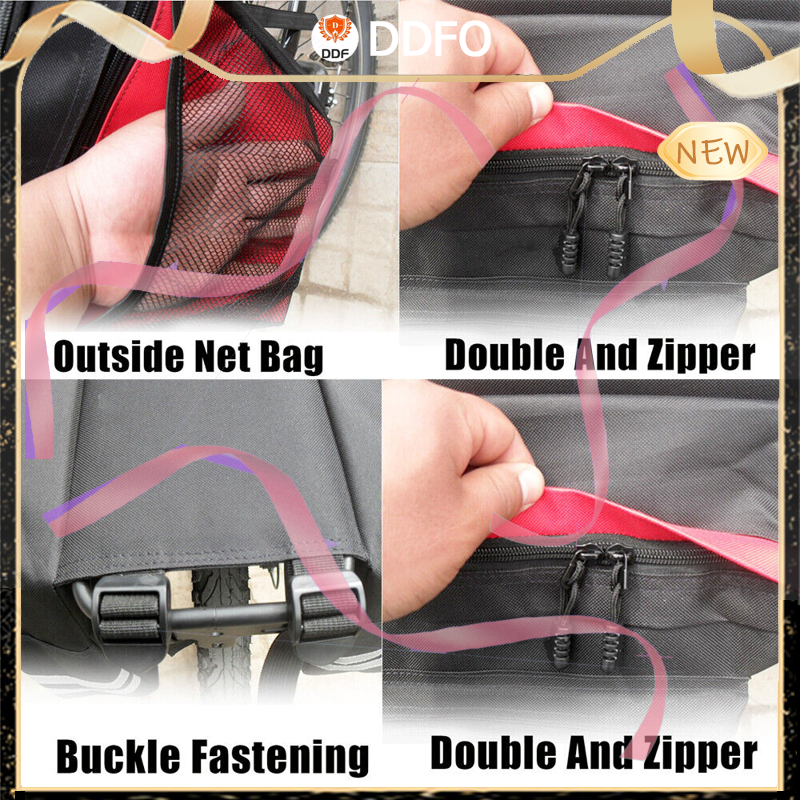 DDF
DDFO
NEW
Outside Net Bag
Double And Zipper
Buckle Fastening
Double And Zipper